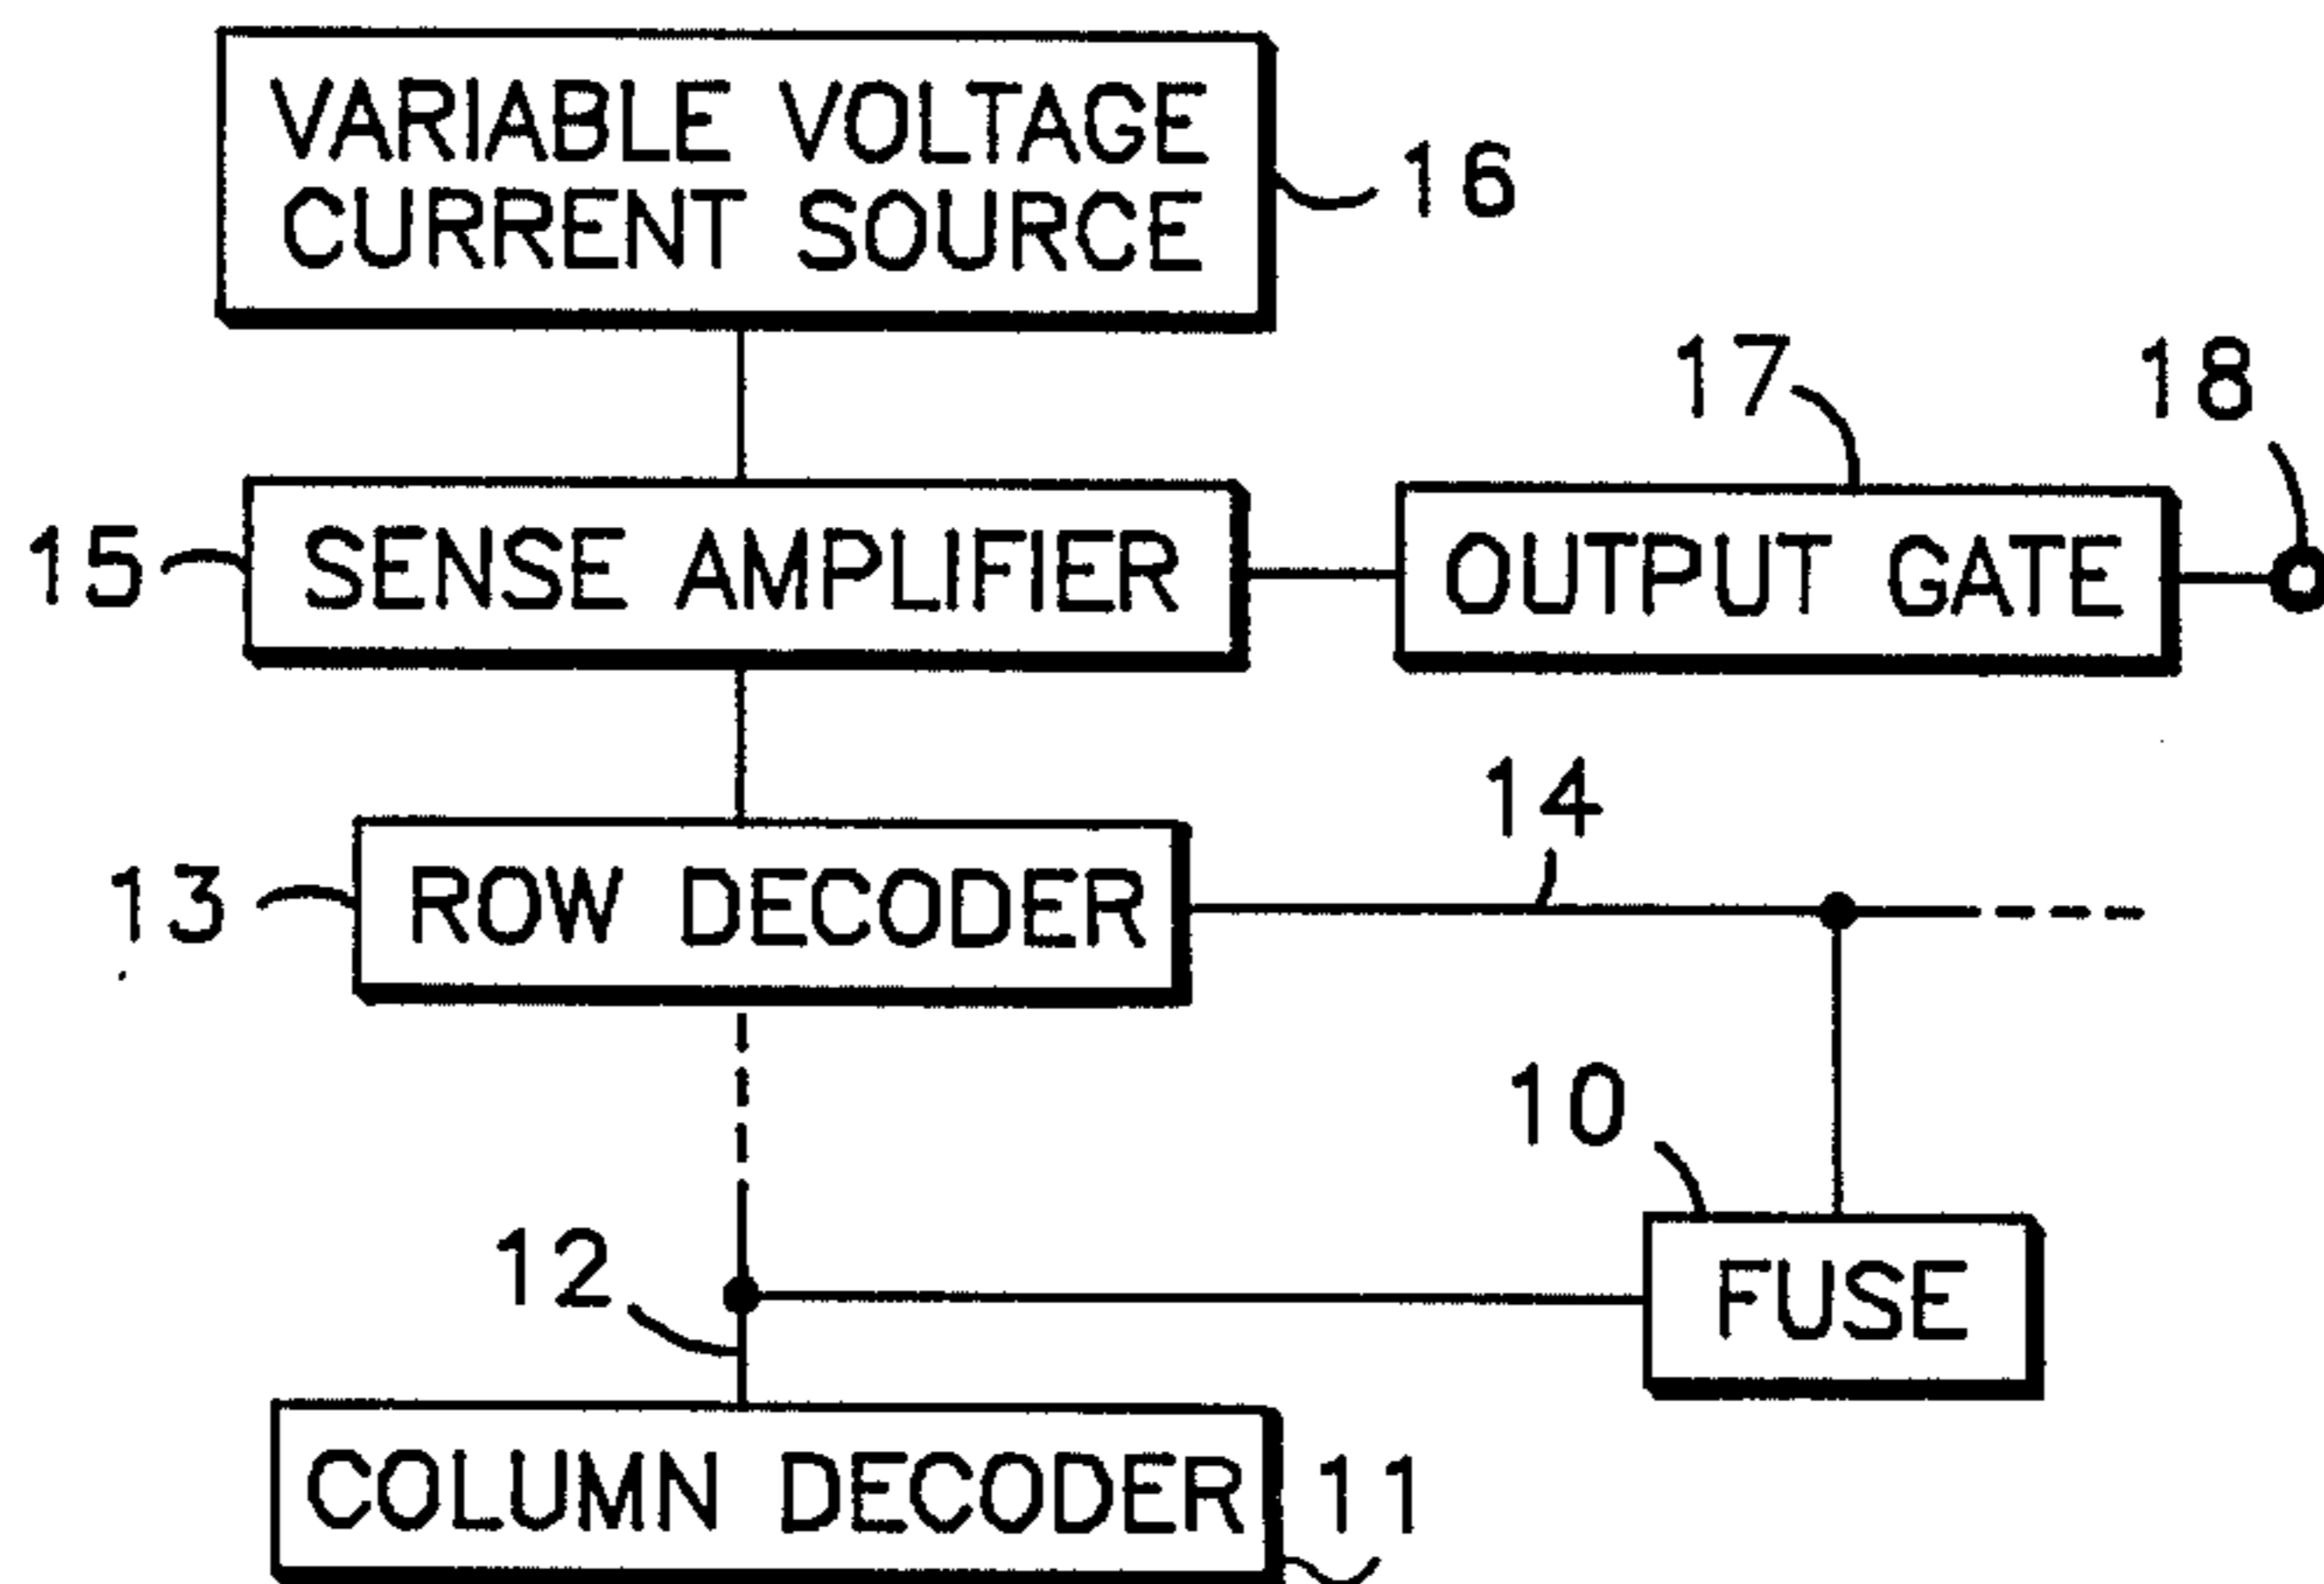 VARIABLE VOLTAGE
CURRENT SOURCE
16
17
18
15
SENSE AMPLIFIER
OUTPUT GATE
14
13
ROW DECODER
10
12
FUSE
COLUMN DECODER
11